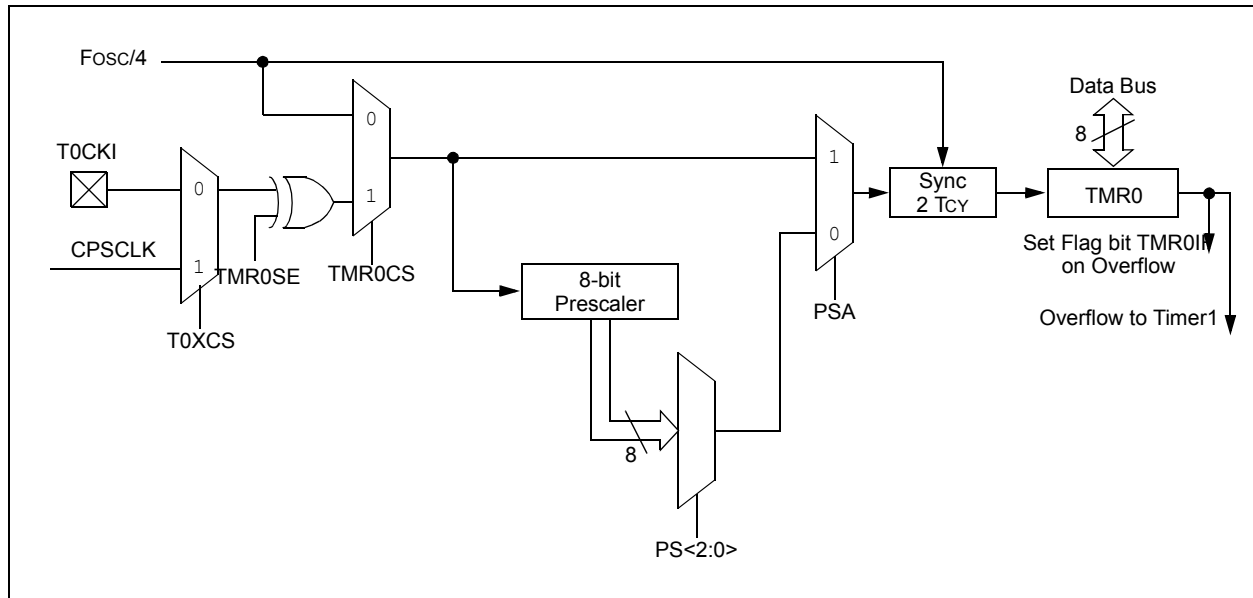 FOSC/4
Data Bus
8
T0CKI
0
0
1
1
1
0
Sync
2 TCY
TMR0
CPSCLK
TMR0SE
TMR0CS
8-bit
Prescaler
PSA
Set Flag bit TMR0IF
on Overflow
Overflow to Timer1
T0XCS
8
PS<2:0>